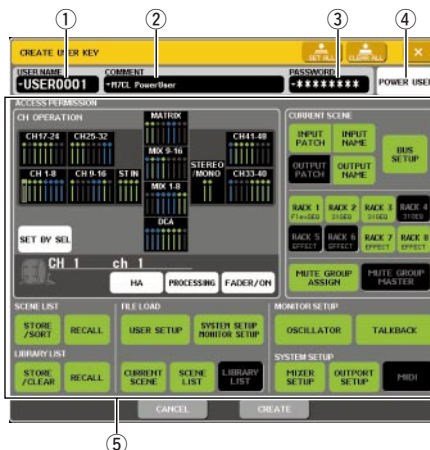 ① ② ③ ④
CREATE USER KEY SET ALL CLEAR ALL ×
USER NAME COMMENT PASSWORD
-USER0001 -M7CL PowerUser -******** POWER USER
ACCESS PERMISSION
CH OPERATION
MATRIX
CH17-24 CH25-32 CH41-48
MIX 9-16
CH 1-8 CH 9-16 ST IN STEREO /MONO CH33-40
MIX 1-8
DCA
SET BY SEL
CH 1 ch 1
HA PROCESSING FADER/ON
CURRENT SCENE
INPUT PATCH INPUT NAME BUS SETUP
OUTPUT PATCH OUTPUT NAME
RACK 1 RACK 2 RACK 3 RACK 4
FlexGEQ 31GEQ 31GEQ 31GEQ
RACK 5 RACK 6 RACK 7 RACK 8
EFFECT EFFECT EFFECT EFFECT
MUTE GROUP ASSIGN MUTE GROUP MASTER
SCENE LIST FILE LOAD MONITOR SETUP
STORE /SORT RECALL USER SETUP SYSTEM SETUP MONITOR SETUP OSCILLATOR TALKBACK
LIBRARY LIST SYSTEM SETUP
STORE /CLEAR RECALL CURRENT SCENE SCENE LIST LIBRARY LIST MIXER SETUP OUTPORT SETUP MIDI
CANCEL CREATE
⑤